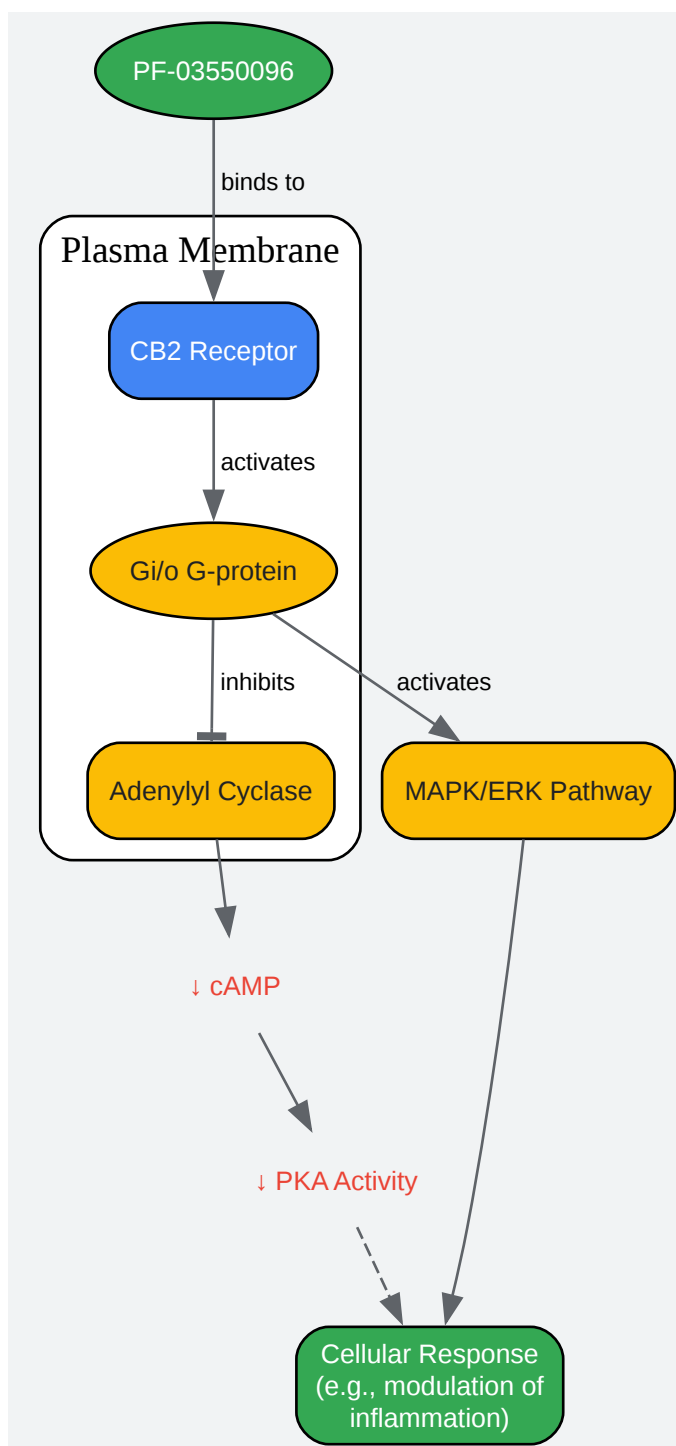 PF-03550096
binds to
Plasma Membrane
CB2 Receptor
activates
Gi/o G-protein
inhibits
activates
Adenylyl Cyclase
MAPK/ERK Pathway
↓ cAMP
↓ PKA Activity
Cellular Response
(e.g., modulation of
inflammation)